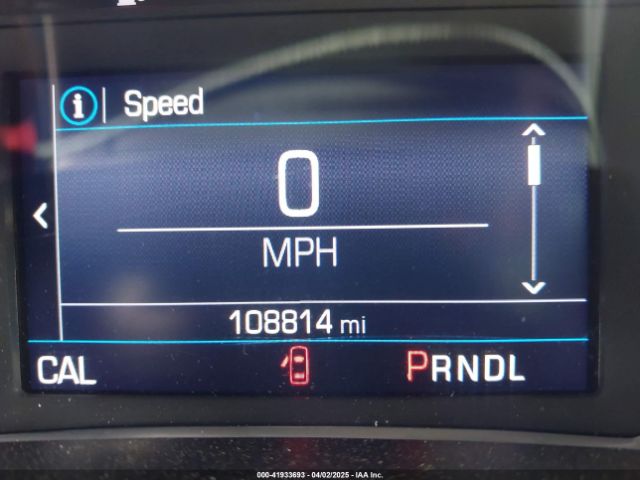 i | Speed
0
MPH
108814 mi
CAL PRNDL
000-41933693 - 04/02/2025 - IAA Inc.